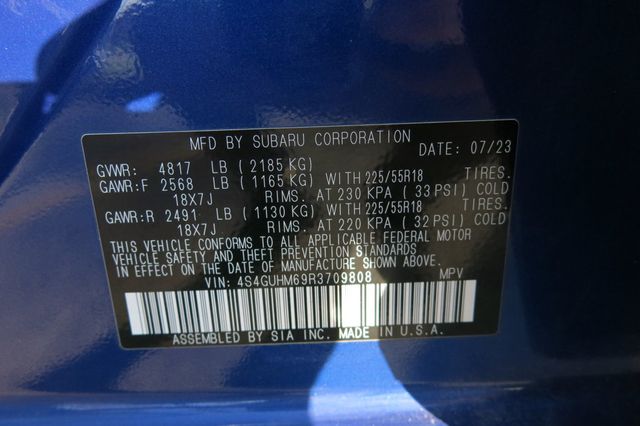 MFD BY SUBARU CORPORATION DATE: 07/23
GVWR: 4817 LB (2185 KG)
GAWR:F 2568 LB (1165 KG) WITH 225/55R18 TIRES.
18X7J RIMS. AT 230 KPA (33 PSI) COLD
GAWR:R 2491 LB (1130 KG) WITH 225/55R18 TIRES.
18X7J RIMS. AT 220 KPA (32 PSI) COLD
THIS VEHICLE CONFORMS TO ALL APPLICABLE FEDERAL MOTOR
VEHICLE SAFETY AND THEFT PREVENTION STANDARDS
IN EFFECT ON THE DATE OF MANUFACTURE SHOWN ABOVE.
VIN: 4S4GUHM69R3709808 MPV
ASSEMBLED BY SIA INC. MADE IN U.S.A.